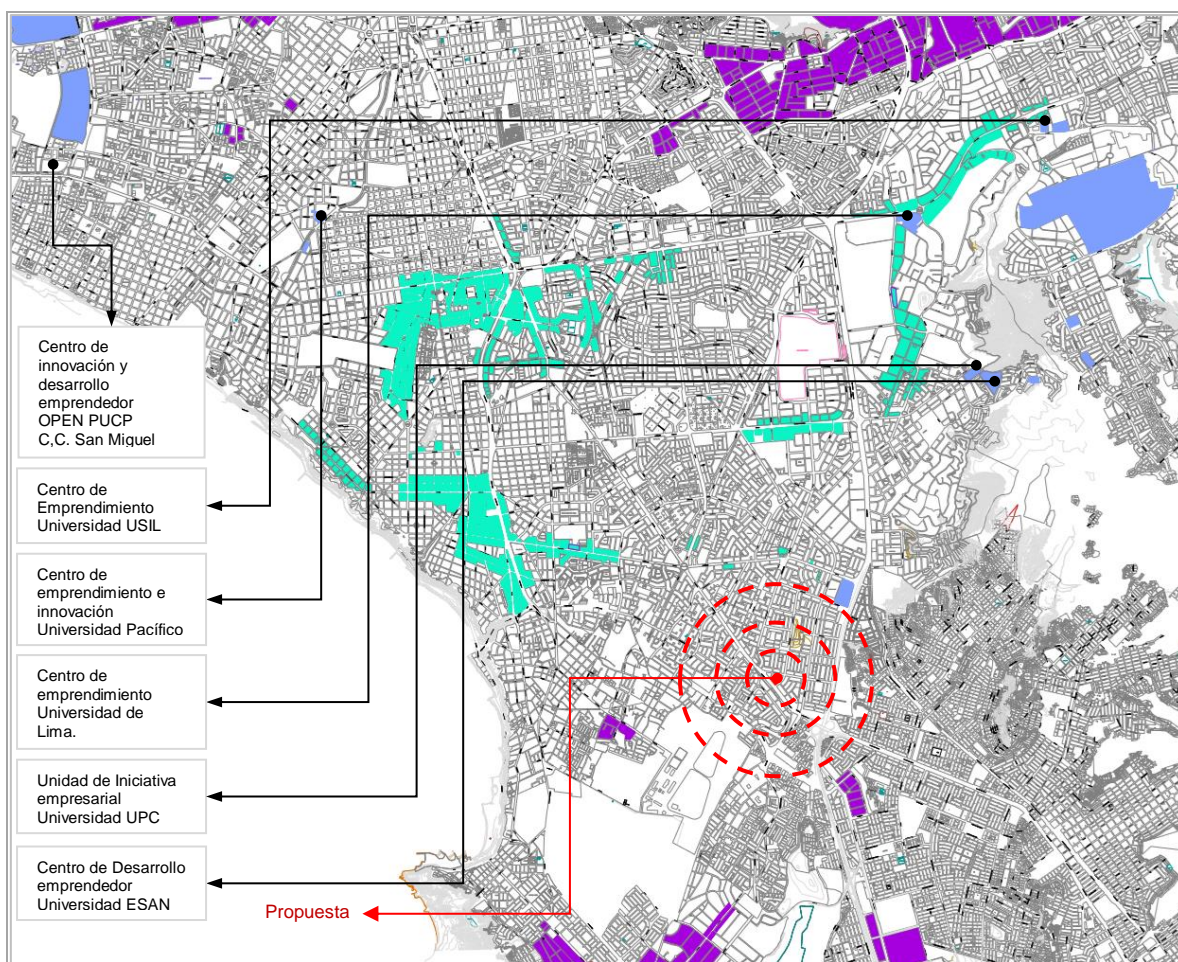 Centro de
innovación y
desarrollo
emprendedor
OPEN PUCP
C,C. San Miguel
Centro de
Emprendimiento
Universidad USIL
Centro de
emprendimiento e
innovación
Universidad Pacífico
Centro de
emprendimiento
Universidad de
Lima.
Unidad de Iniciativa
empresarial
Universidad UPC
Centro de Desarrollo
emprendedor
Universidad ESAN
Propuesta